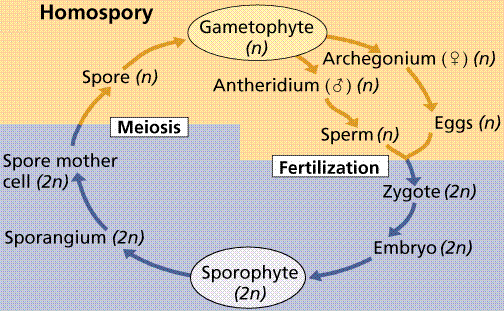 Homospory
Gametophyte
(n)
Archegonium (♀) (n)
Spore (n)
Antheridium (♂) (n)
Meiosis
Sperm (n)
Eggs (n)
Spore mother
cell (2n)
Fertilization
Zygote (2n)
Sporangium (2n)
Embryo (2n)
Sporophyte
(2n)